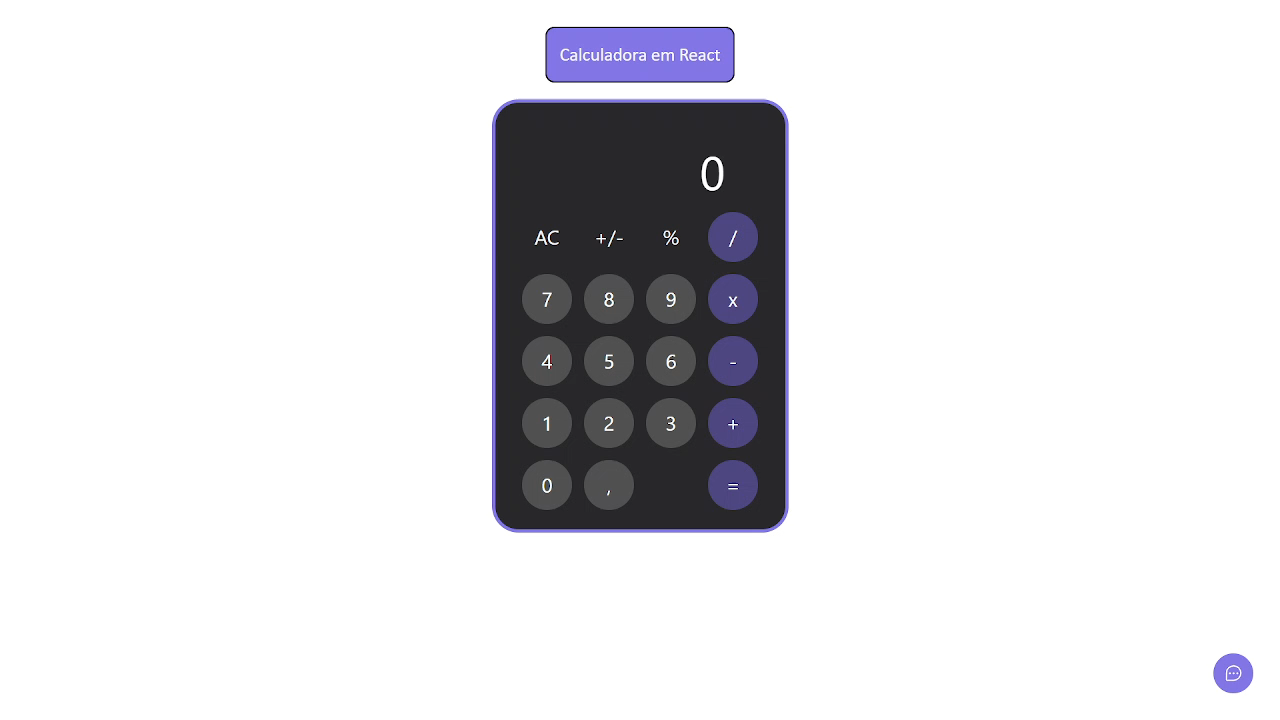 Calculadora em React
0
AC +/- % /
7 8 9 x
4 5 6 -
1 2 3 +
0 , =